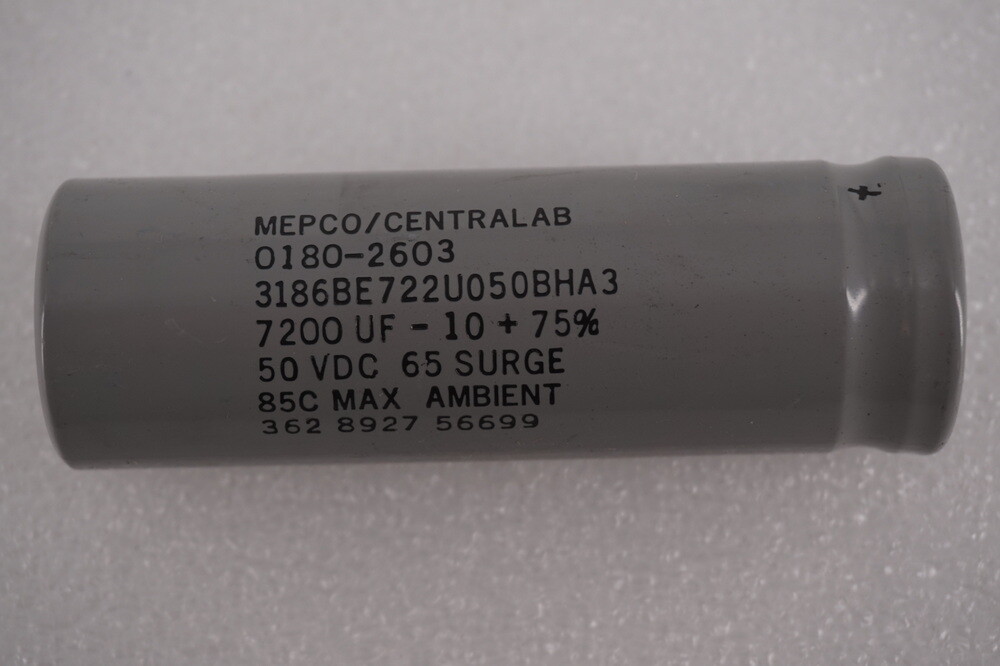 MEPCO/CENTRALAB
0180-2603
3186BE722U050BHA3
7200 UF - 10 + 75%
50 VDC 65 SURGE
85C MAX AMBIENT
362 8927 56699